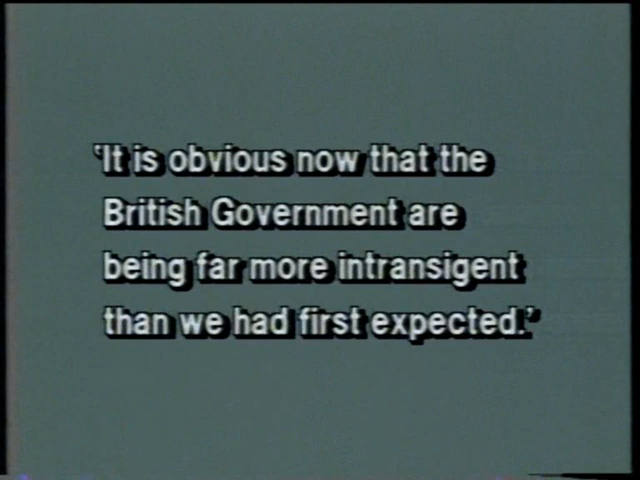 'It is obvious now that the
British Government are
being far more intransigent
than we had first expected.'